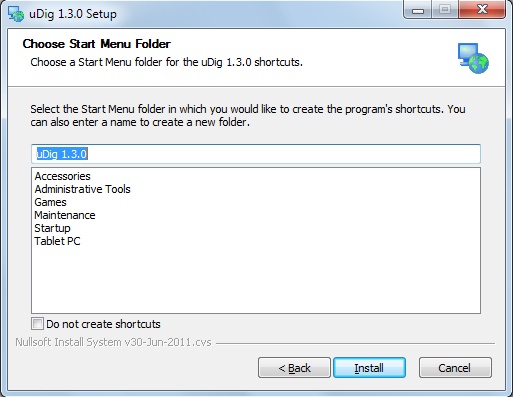 uDig 1.3.0 Setup
Choose Start Menu Folder
Choose a Start Menu folder for the uDig 1.3.0 shortcuts.
Select the Start Menu folder in which you would like to create the program's shortcuts. You
can also enter a name to create a new folder.
uDig 1.3.0
Accessories
Administrative Tools
Games
Maintenance
Startup
Tablet PC
Do not create shortcuts
Nullsoft Install System v30-Jun-2011.cvs
< Back Install Cancel